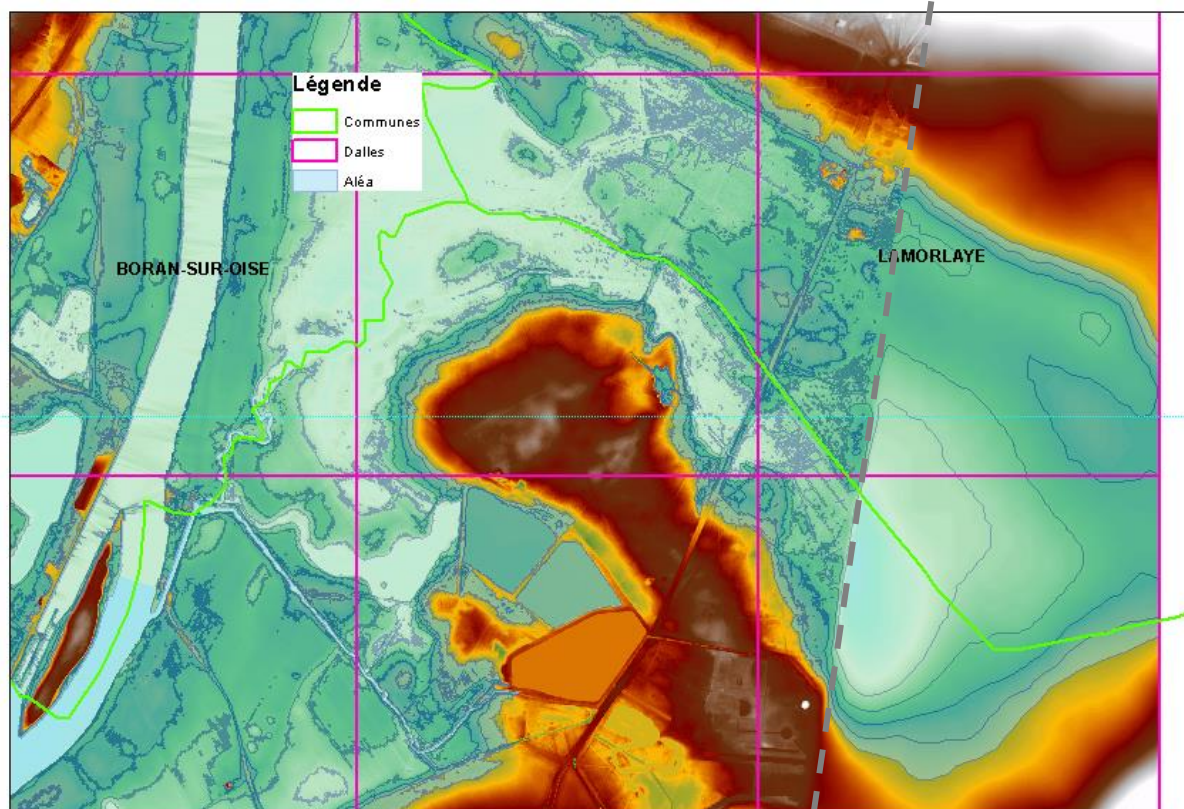 Légende
Communes
Dalles
Aléa
BORAN-SUR-OISE
LAMORLAYE